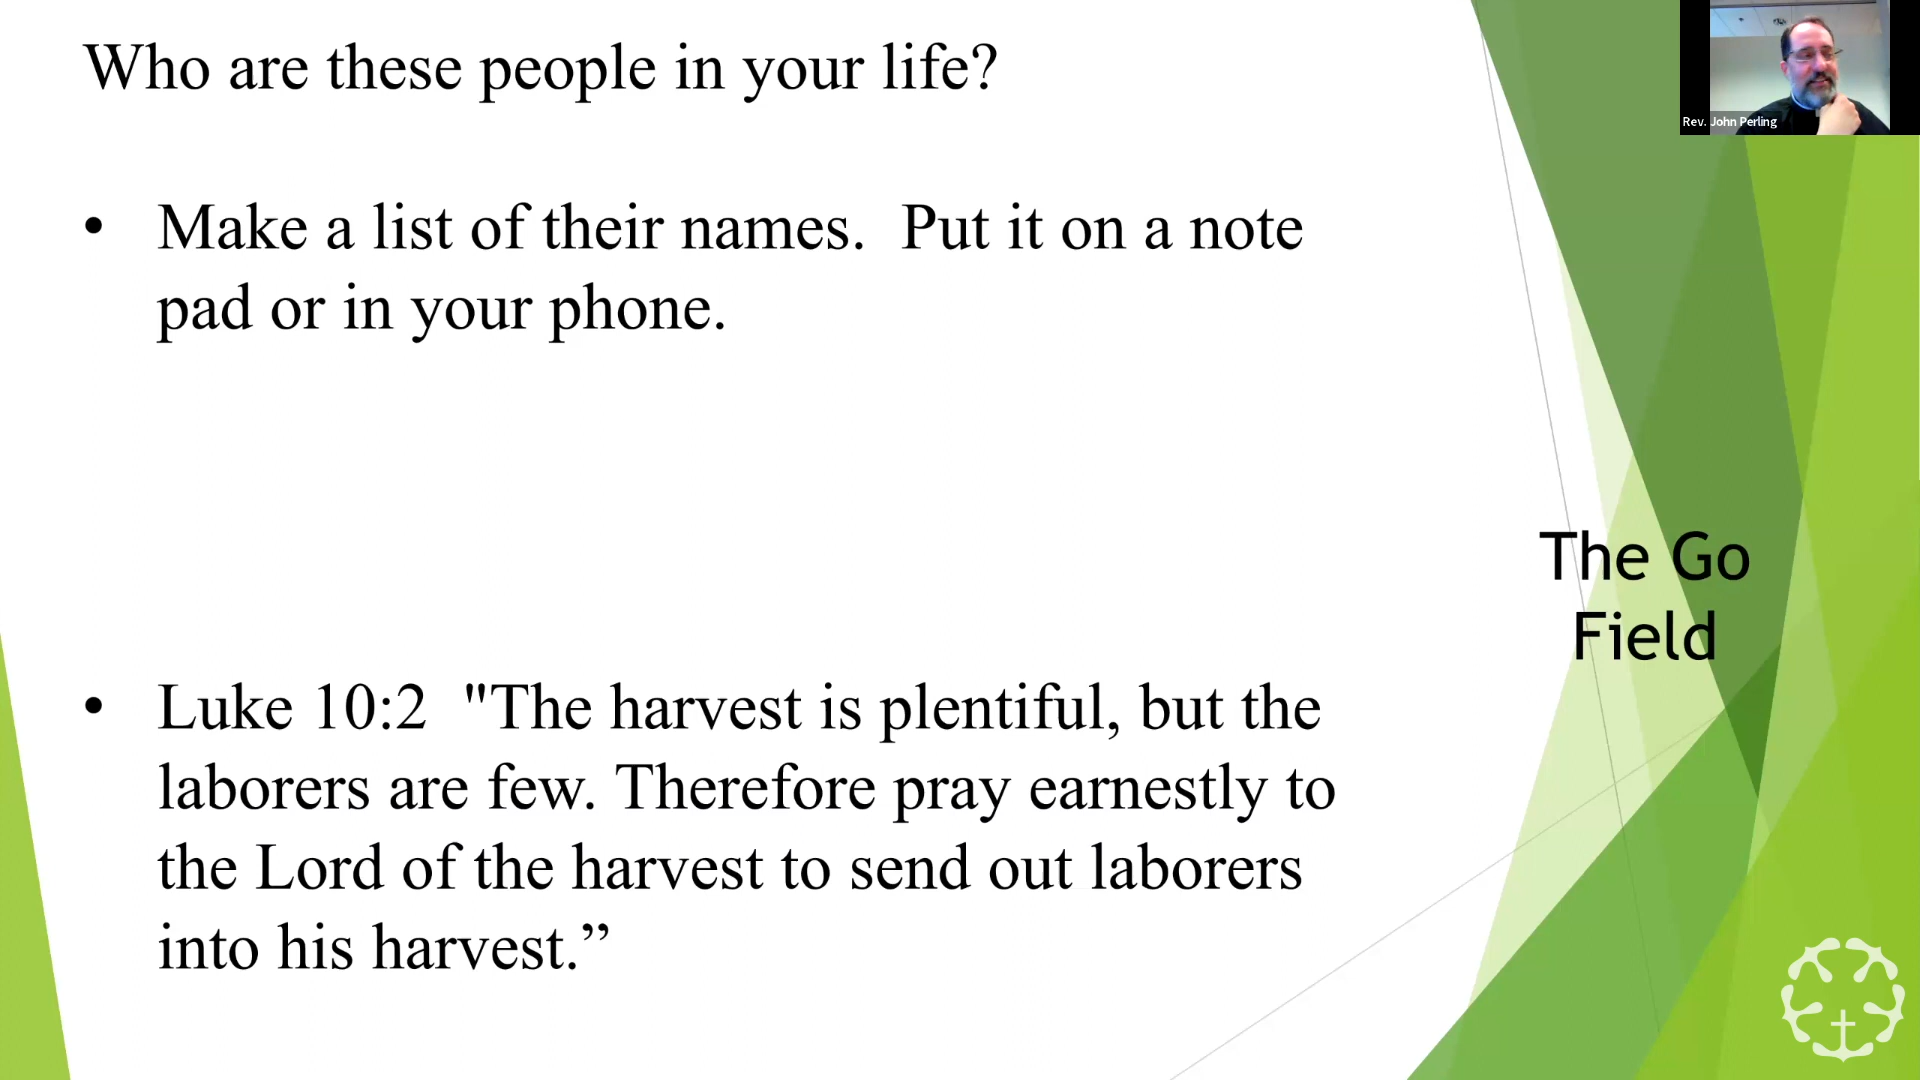 Who are these people in your life?
• Make a list of their names.  Put it on a note
pad or in your phone.
• Luke 10:2  "The harvest is plentiful, but the
laborers are few. Therefore pray earnestly to
the Lord of the harvest to send out laborers
into his harvest.”
The Go
Field
Rev. John Perling